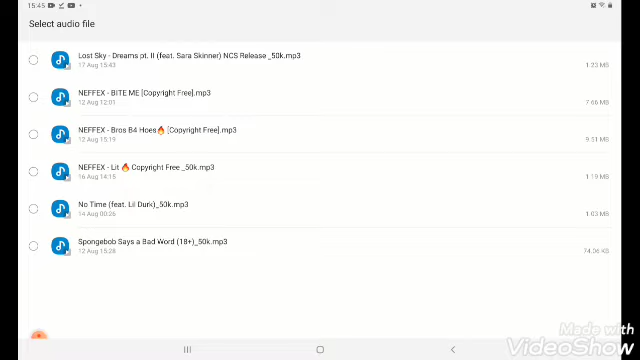 15:45
Select audio file
Lost Sky - Dreams pt. II (feat. Sara Skinner) NCS Release _50k.mp3
17 Aug 15:43
1.23 MB
NEFFEX - BITE ME [Copyright Free].mp3
12 Aug 12:01
7.66 MB
NEFFEX - Bros B4 Hoes🔥 [Copyright Free].mp3
12 Aug 15:19
9.51 MB
NEFFEX - Lit 🔥 Copyright Free _50k.mp3
16 Aug 14:15
1.19 MB
No Time (feat. Lil Durk)_50k.mp3
14 Aug 00:26
1.03 MB
Spongebob Says a Bad Word (18+)_50k.mp3
12 Aug 15:28
74.06 KB
Made with
VideoShow